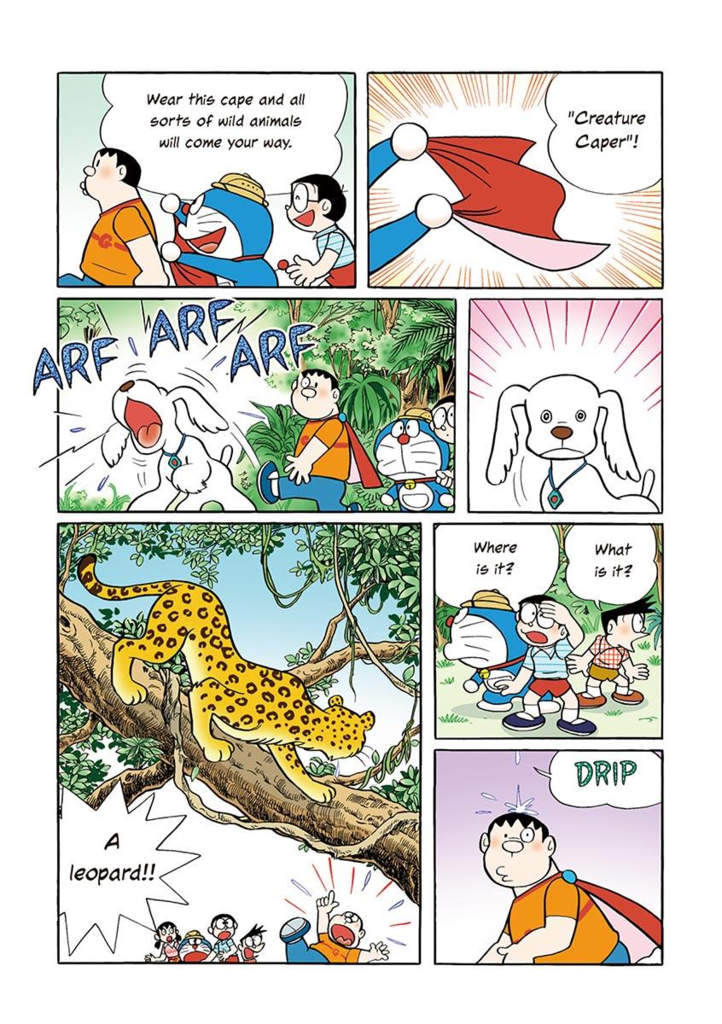 "Creature
Caper"!
Wear this cape and all
sorts of wild animals
will come your way.
G
ARF
ARF
ARF
What
is it?
Where
is it?
DRIP
A
leopard!!